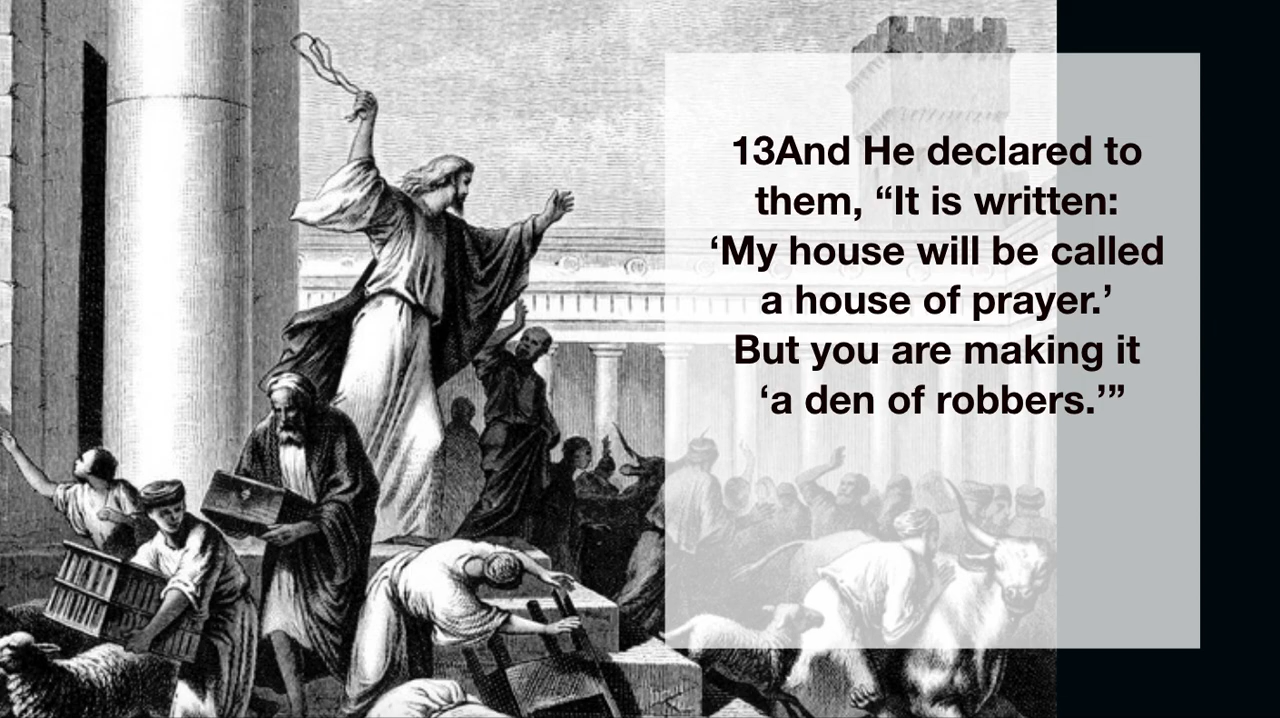 13And He declared to
them, “It is written:
‘My house will be called
a house of prayer.’
But you are making it
‘a den of robbers.’”